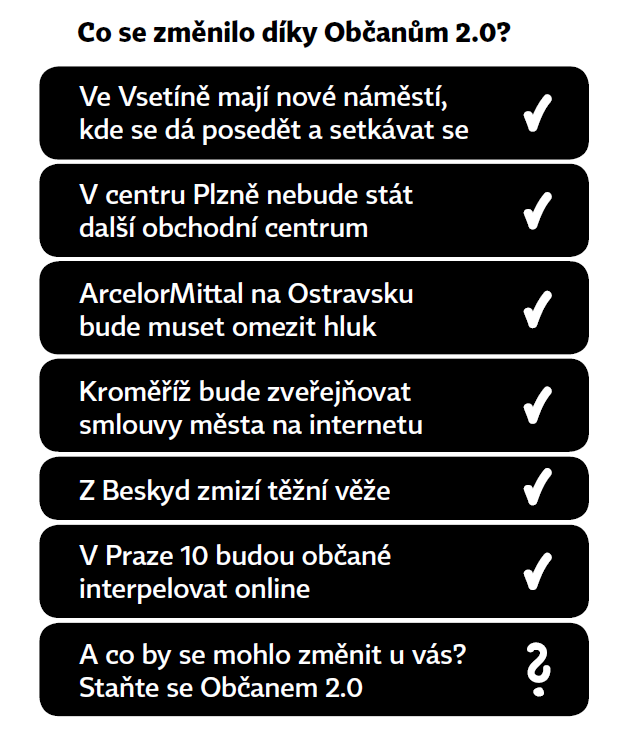 Co se změnilo díky Občanům 2.0?
Ve Vsetíně mají nové náměstí,
kde se dá posedět a setkávat se
V centru Plzně nebude stát
další obchodní centrum
ArcelorMittal na Ostravsku
bude muset omezit hluk
Kroměříž bude zveřejňovat
smlouvy města na internetu
Z Beskyd zmizí těžní věže
V Praze 10 budou občané
interpelovat online
A co by se mohlo změnit u vás?
Staňte se Občanem 2.0